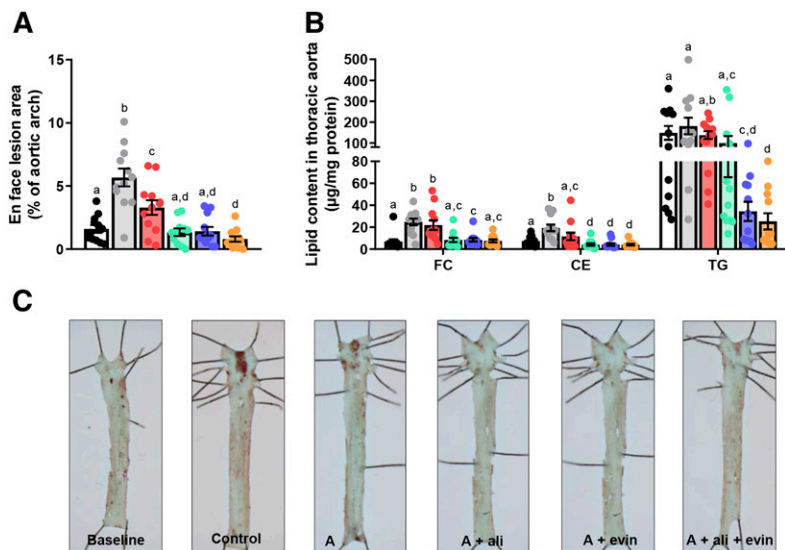 A
En face lesion area
(% of aortic arch)
15
10
5
0
a
b
c
a,d
a,d
d
B
Lipid content in thoracic aorta
(µg/mg protein)
500
400
300
200
100
80
60
40
20
0
a
b
b
a,c
c
a,c
a
b
a,c
d
d
d
a
a
a,b
a,c
c,d
d
FC
CE
TG
C
Baseline
Control
A
A + ali
A + evin
A + ali + evin